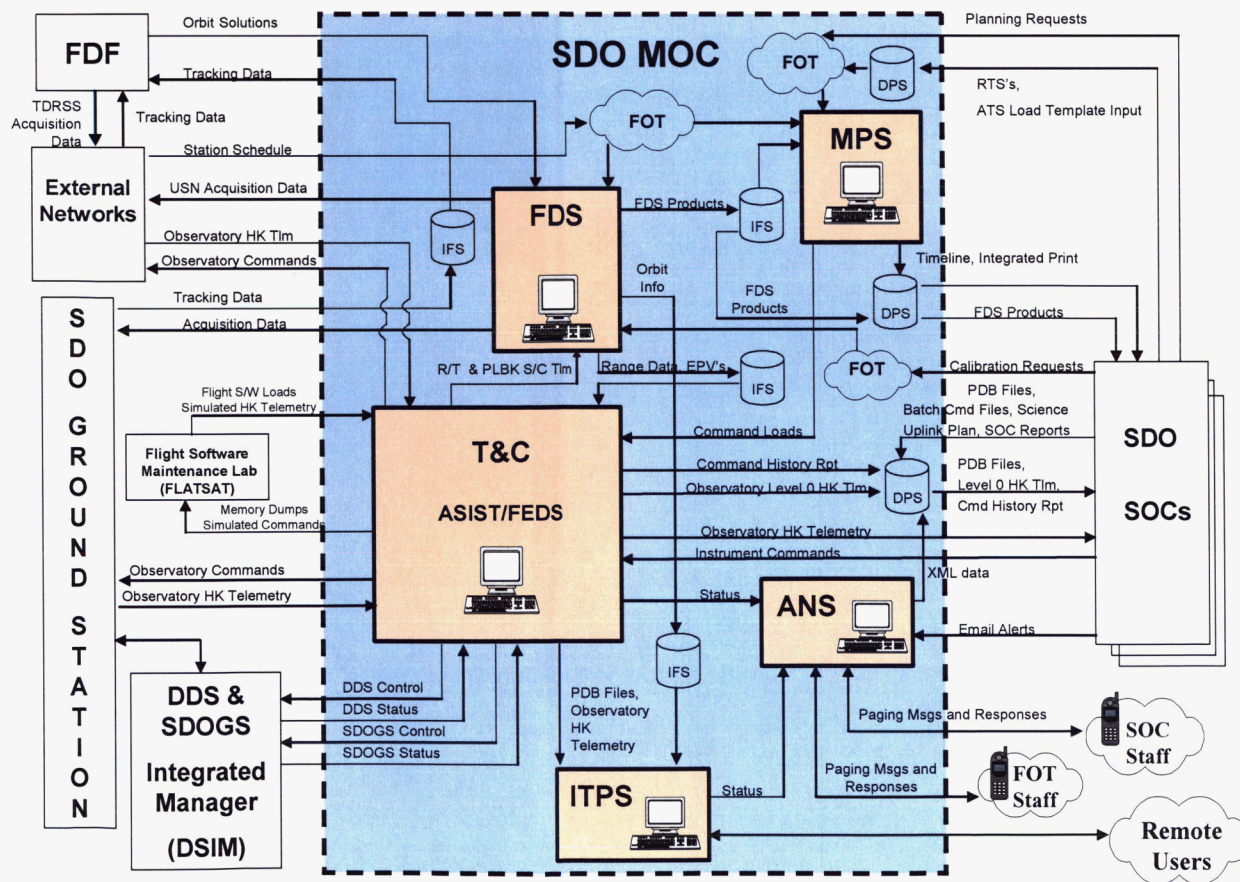 SDO MOC
Orbit Solutions
Planning Requests
FDF
FOT
DPS
Tracking Data
RTS's,
ATS Load Template Input
TDRSS
Acquisition
Data
Tracking Data
FOT
MPS
Station Schedule
External
Networks
USN Acquisition Data
FDS
FDS Products
IFS
IFS
Observatory HK Tlm
Observatory Commands
Orbit
Info
Timeline, Integrated Print
Tracking Data
FDS
Products
DPS
FDS Products
Acquisition Data
SDO GROUND STATION
R/T & PLBK S/C Tlm
Range Data, EPV's
IFS
FOT
Calibration Requests
Flight S/W Loads
Simulated HK Telemetry
PDB Files,
Batch Cmd Files, Science
Uplink Plan, SOC Reports
SDO
SOCs
Flight Software
Maintenance Lab
(FLATSAT)
T&C
ASIST/FEDS
Command Loads
Command History Rpt
Observatory Level 0 HK Tlm
DPS
PDB Files,
Level 0 HK Tlm,
Cmd History Rpt
Memory Dumps
Simulated Commands
Observatory HK Telemetry
Instrument Commands
XML data
Observatory Commands
Observatory HK Telemetry
Status
ANS
Email Alerts
IFS
DDS &
SDOGS
Integrated
Manager
(DSIM)
DDS Control
DDS Status
SDOGS Control
SDOGS Status
PDB Files,
Observatory
HK
Telemetry
Paging Msgs and Responses
SOC
Staff
Paging Msgs and
Responses
FOT
Staff
ITPS
Status
Remote
Users